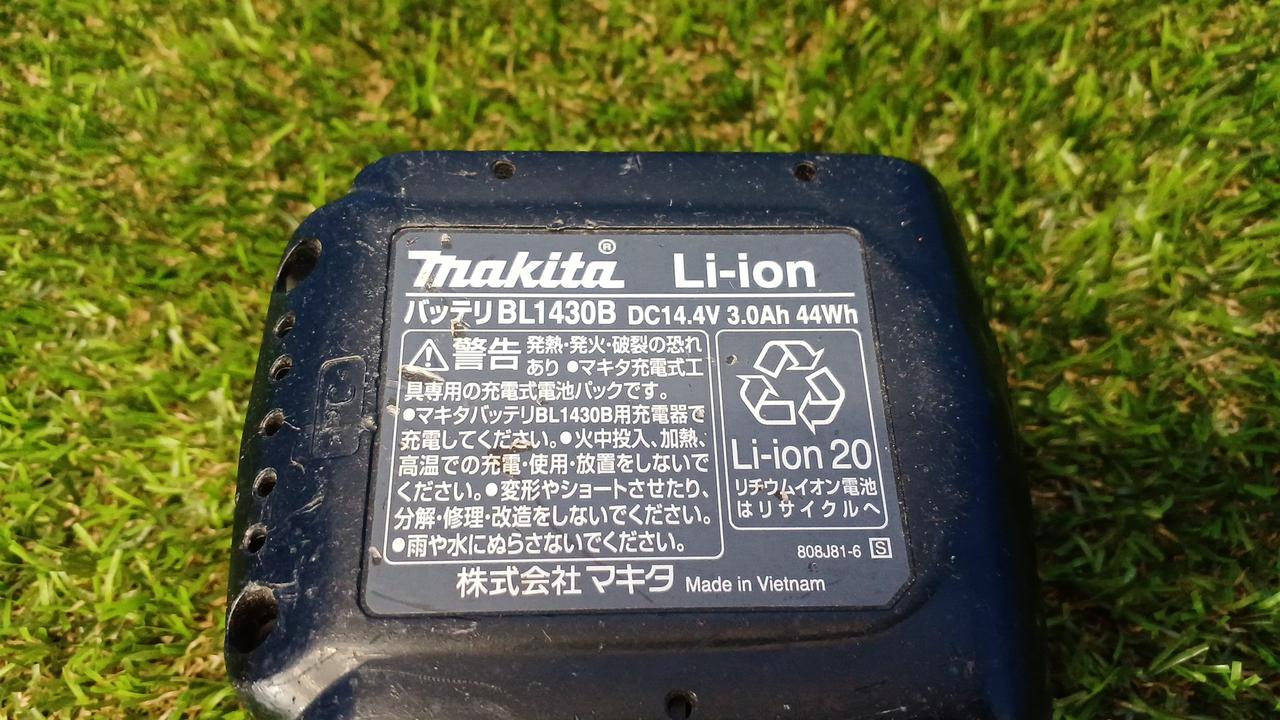 makita® Li-ion
バッテリBL1430B DC14.4V 3.0Ah 44Wh
警告 発熱・発火・破裂の恐れ
あり ●マキタ充電式工
具専用の充電式電池パックです。
●マキタバッテリBL1430B用充電器で
充電してください。●火中投入、加熱、
高温での充電・使用・放置をしないで
ください。●変形やショートさせたり、
分解・修理・改造をしないでください。
●雨や水にぬらさないでください。
Li-ion 20
リチウムイオン電池
はリサイクルへ
808J81-6 S
株式会社 マキタ Made in Vietnam